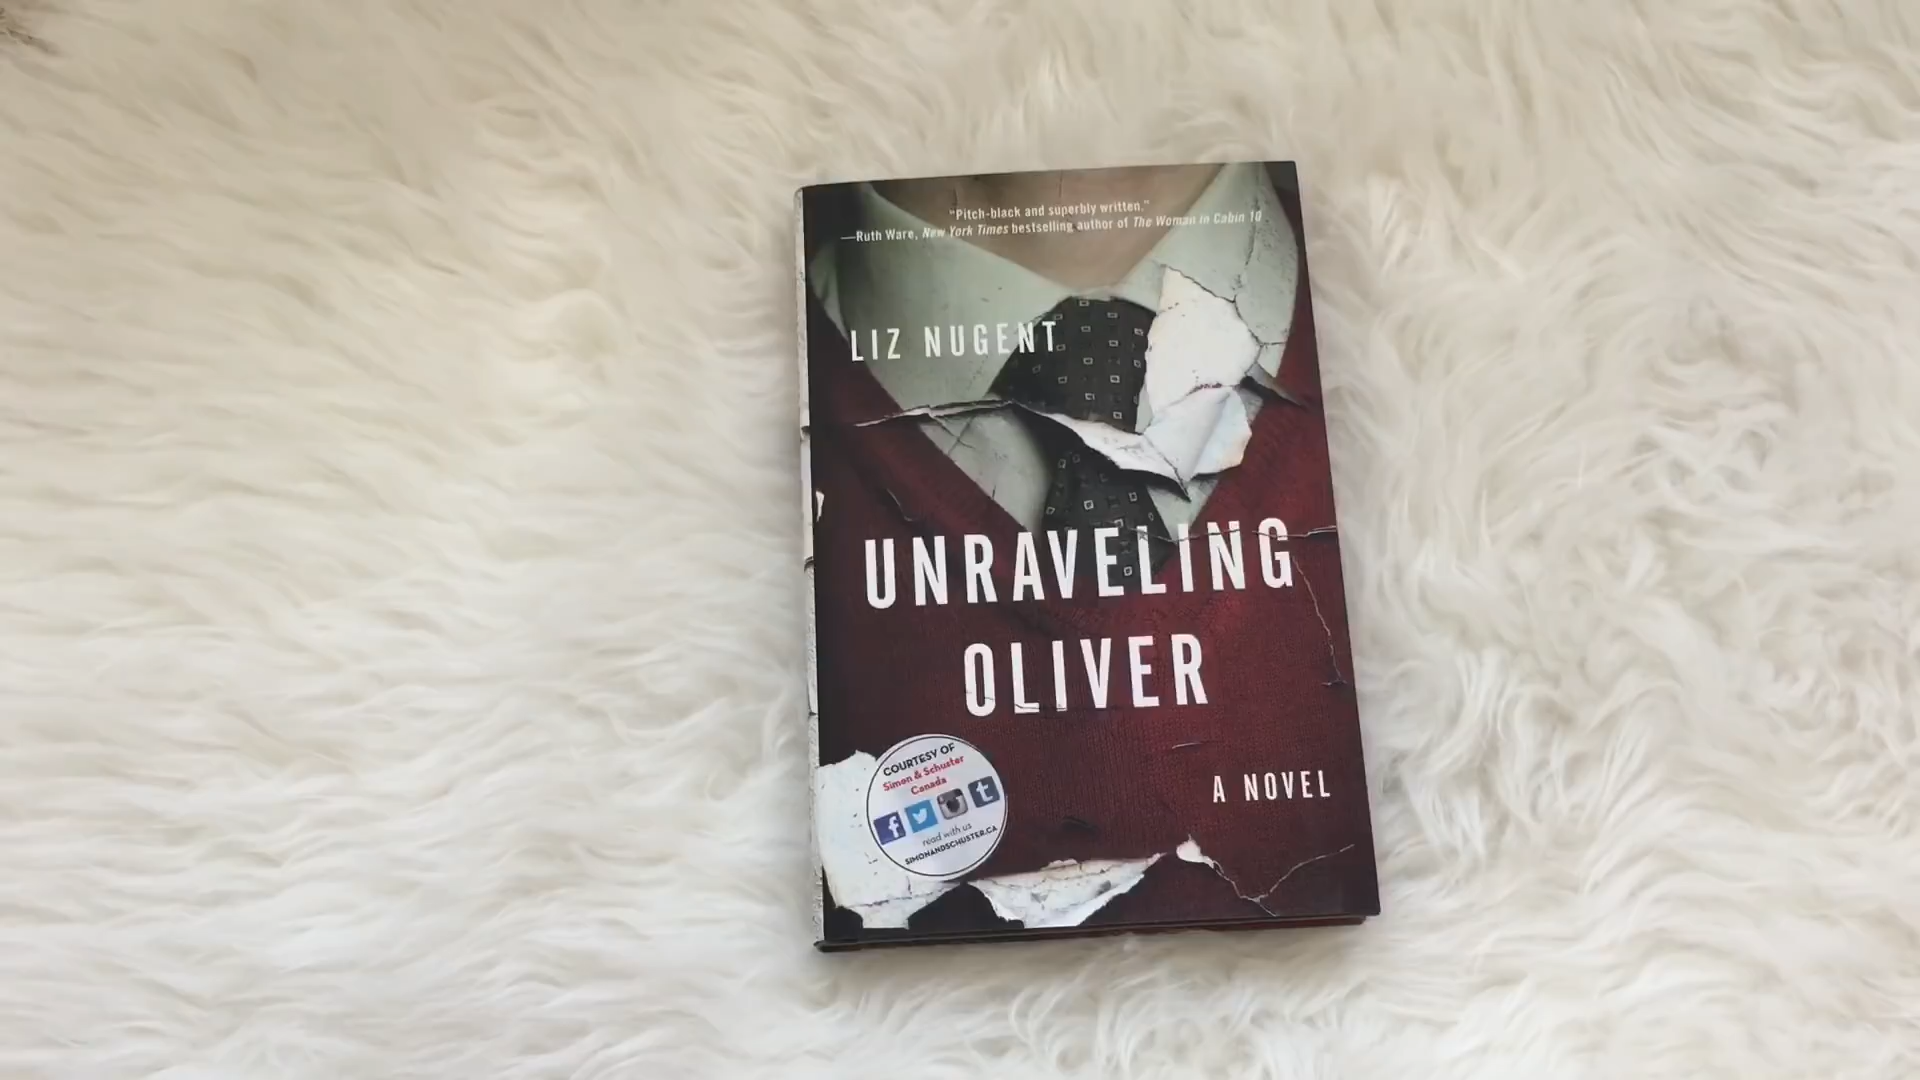 "Pitch-black and superbly written."
—Ruth Ware, New York Times bestselling author of The Woman in Cabin 10
LIZ NUGENT
UNRAVELING
OLIVER
A NOVEL
COURTESY OF
Simon & Schuster
Canada
f t
read with us
SIMONANDSCHUSTER.CA